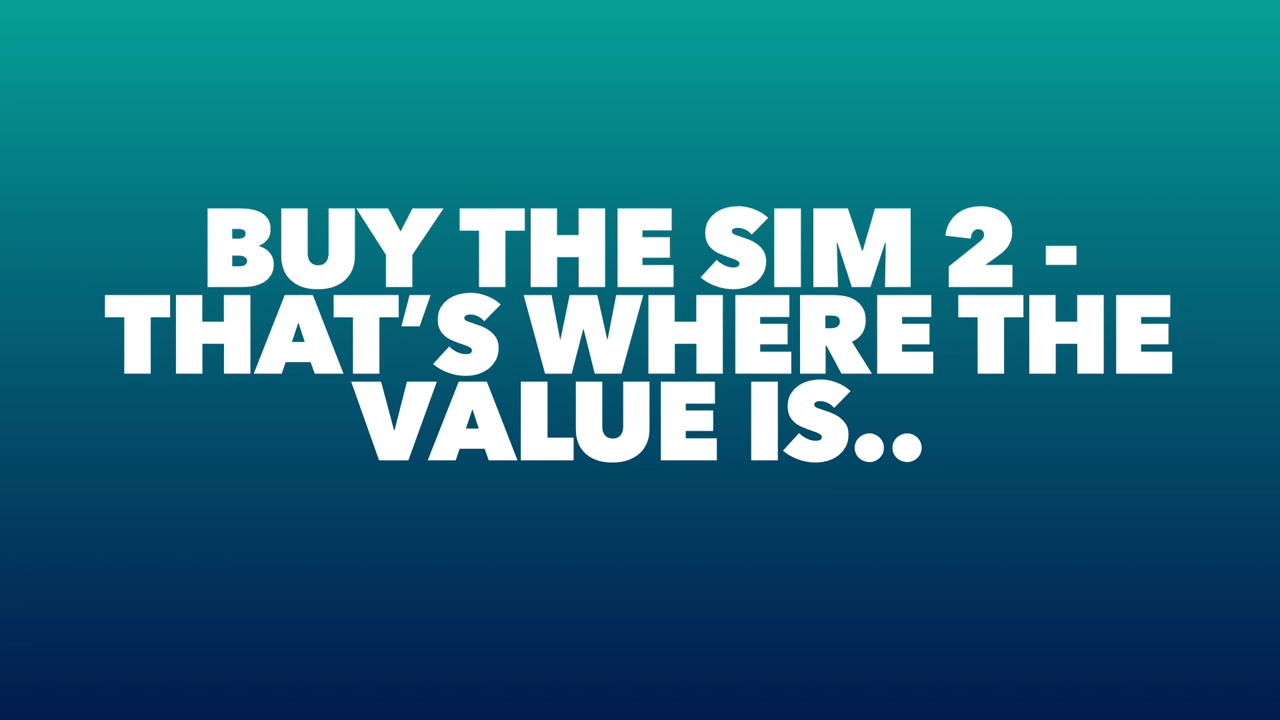 BUY THE SIM 2 -
THAT’S WHERE THE
VALUE IS..